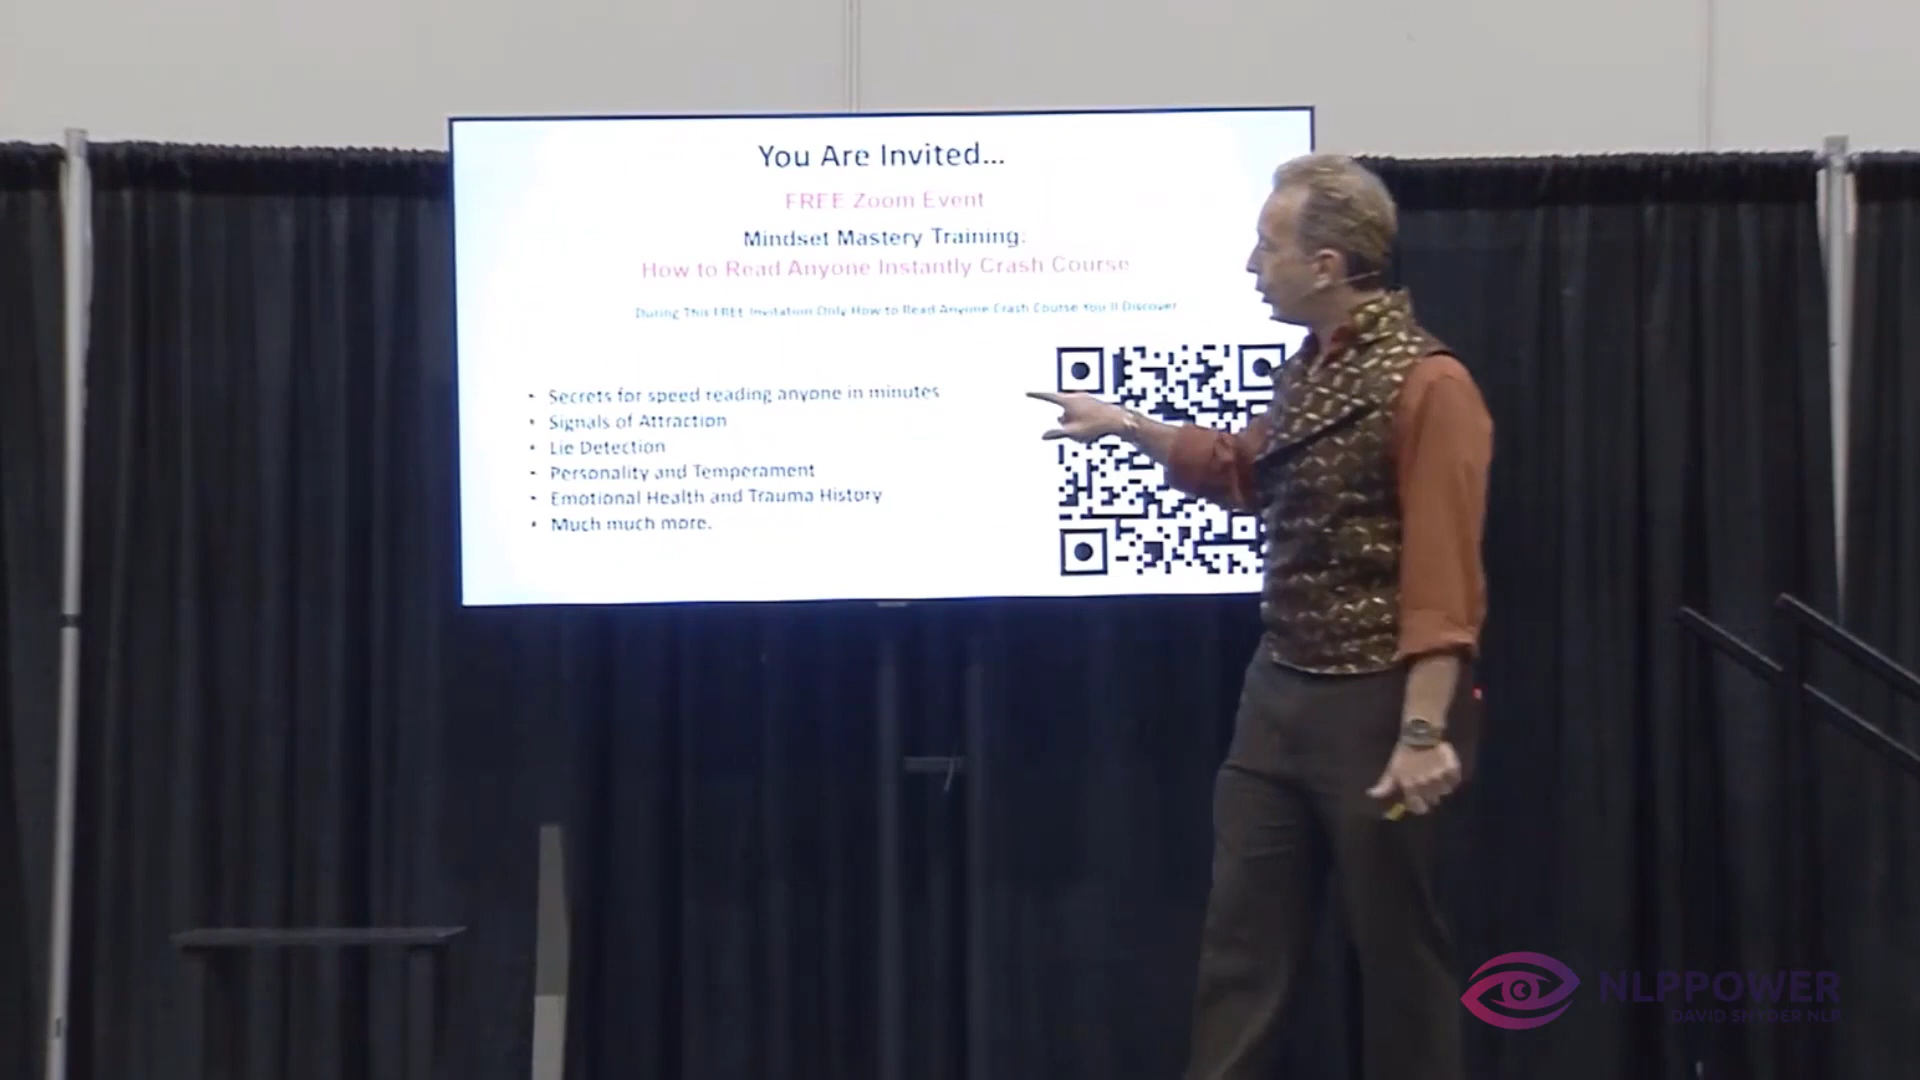 You Are Invited...
FREE Zoom Event
Mindset Mastery Training:
How to Read Anyone Instantly Crash Course
During This FREE Invitation Only How to Read Anyone Crash Course You'll Discover
• Secrets for speed reading anyone in minutes
• Signals of Attraction
• Lie Detection
• Personality and Temperament
• Emotional Health and Trauma History
• Much much more.
NLPPOWER
DAVID SNYDER NLP